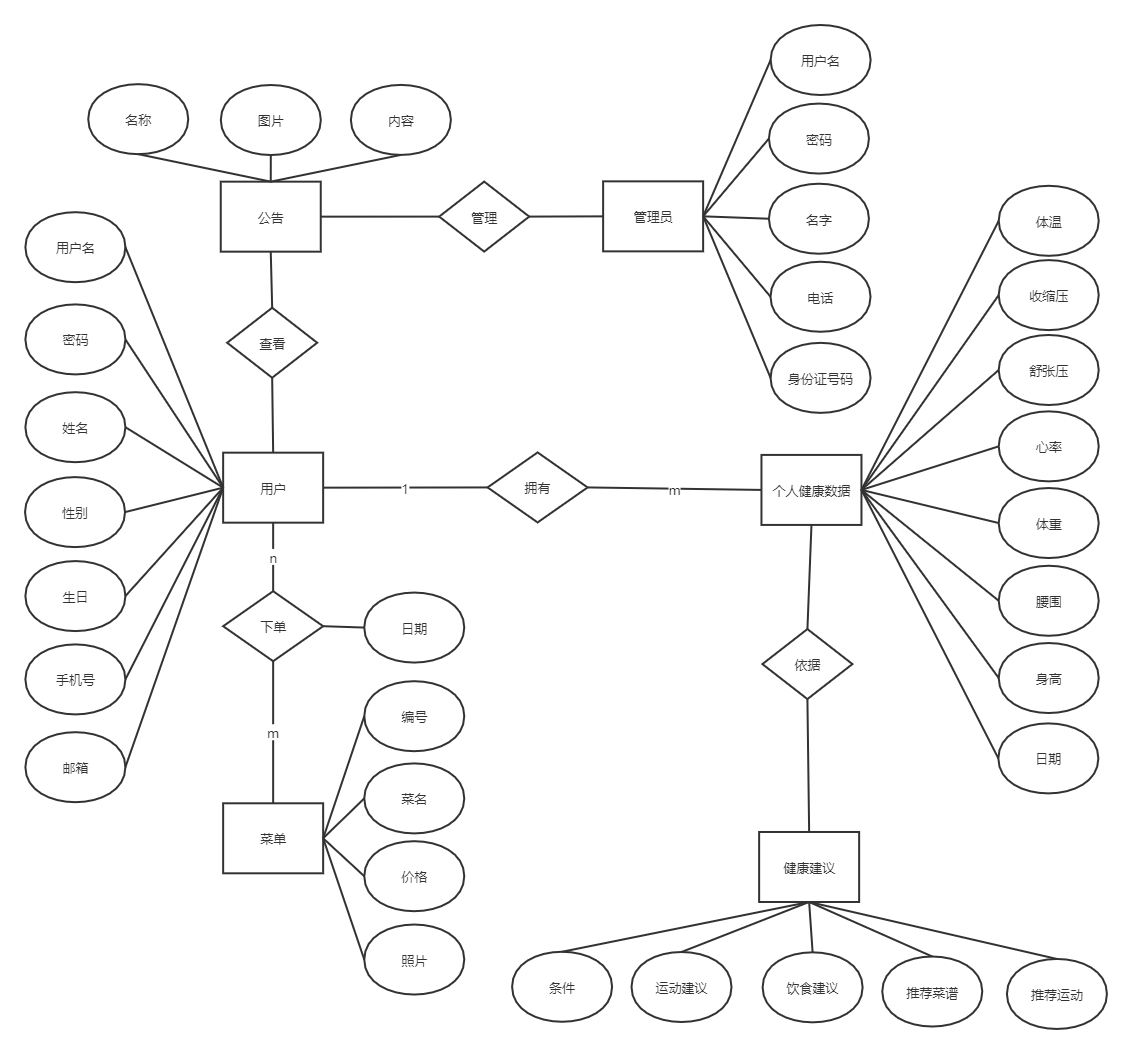 用户名
名称
图片
内容
密码
公告
管理
管理员
名字
体温
用户名
电话
收缩压
密码
查看
身份证号码
舒张压
姓名
心率
用户
1
拥有
m
个人健康数据
性别
体重
n
生日
下单
日期
腰围
手机号
依据
身高
编号
m
邮箱
日期
菜名
菜单
价格
健康建议
照片
条件
运动建议
饮食建议
推荐菜谱
推荐运动